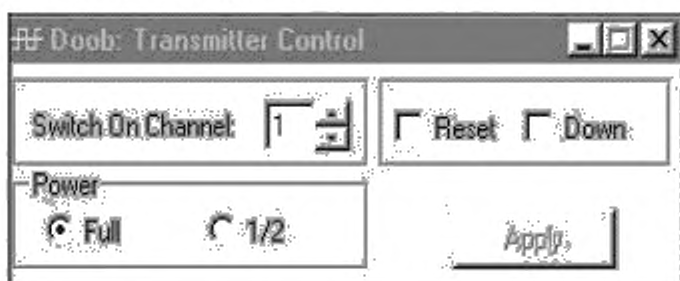 Doob: Transmitter Control
Switch On Channel: 1
Reset Down
Power
Full 1/2
Apply